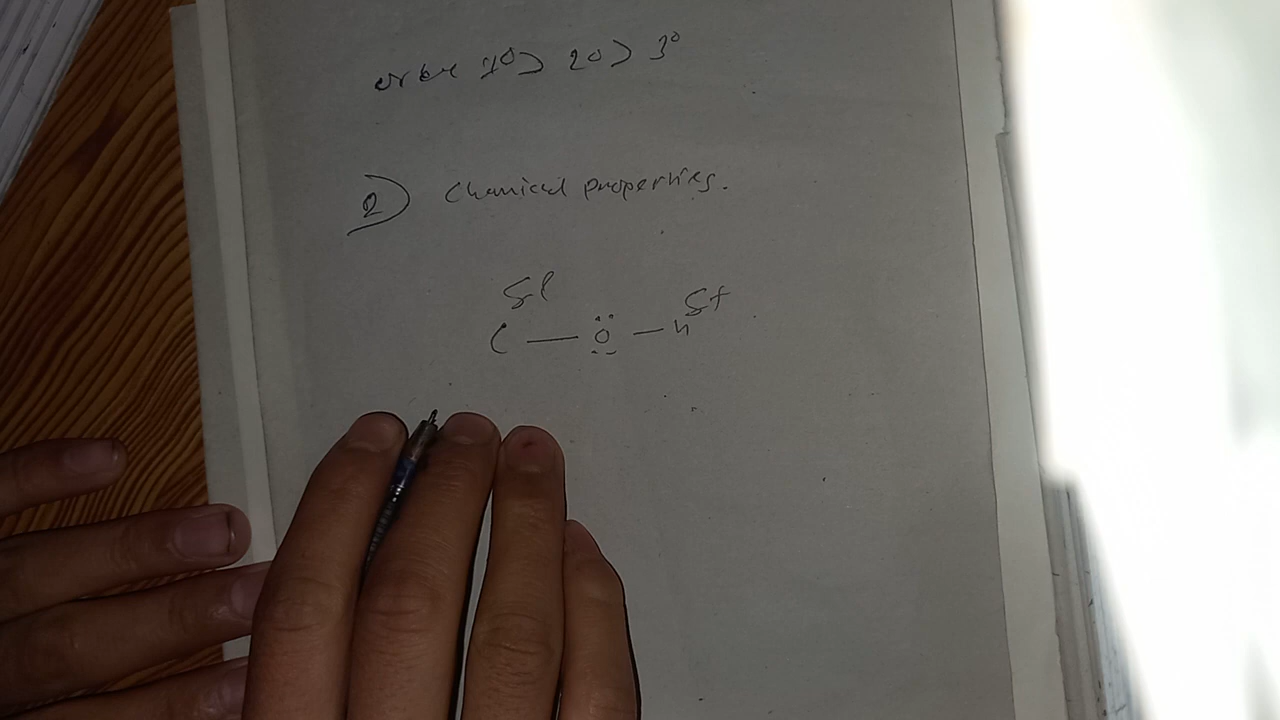 order 1° > 2° > 3°
2) Chemical properties.
δ+ δ+
C — Ö — H